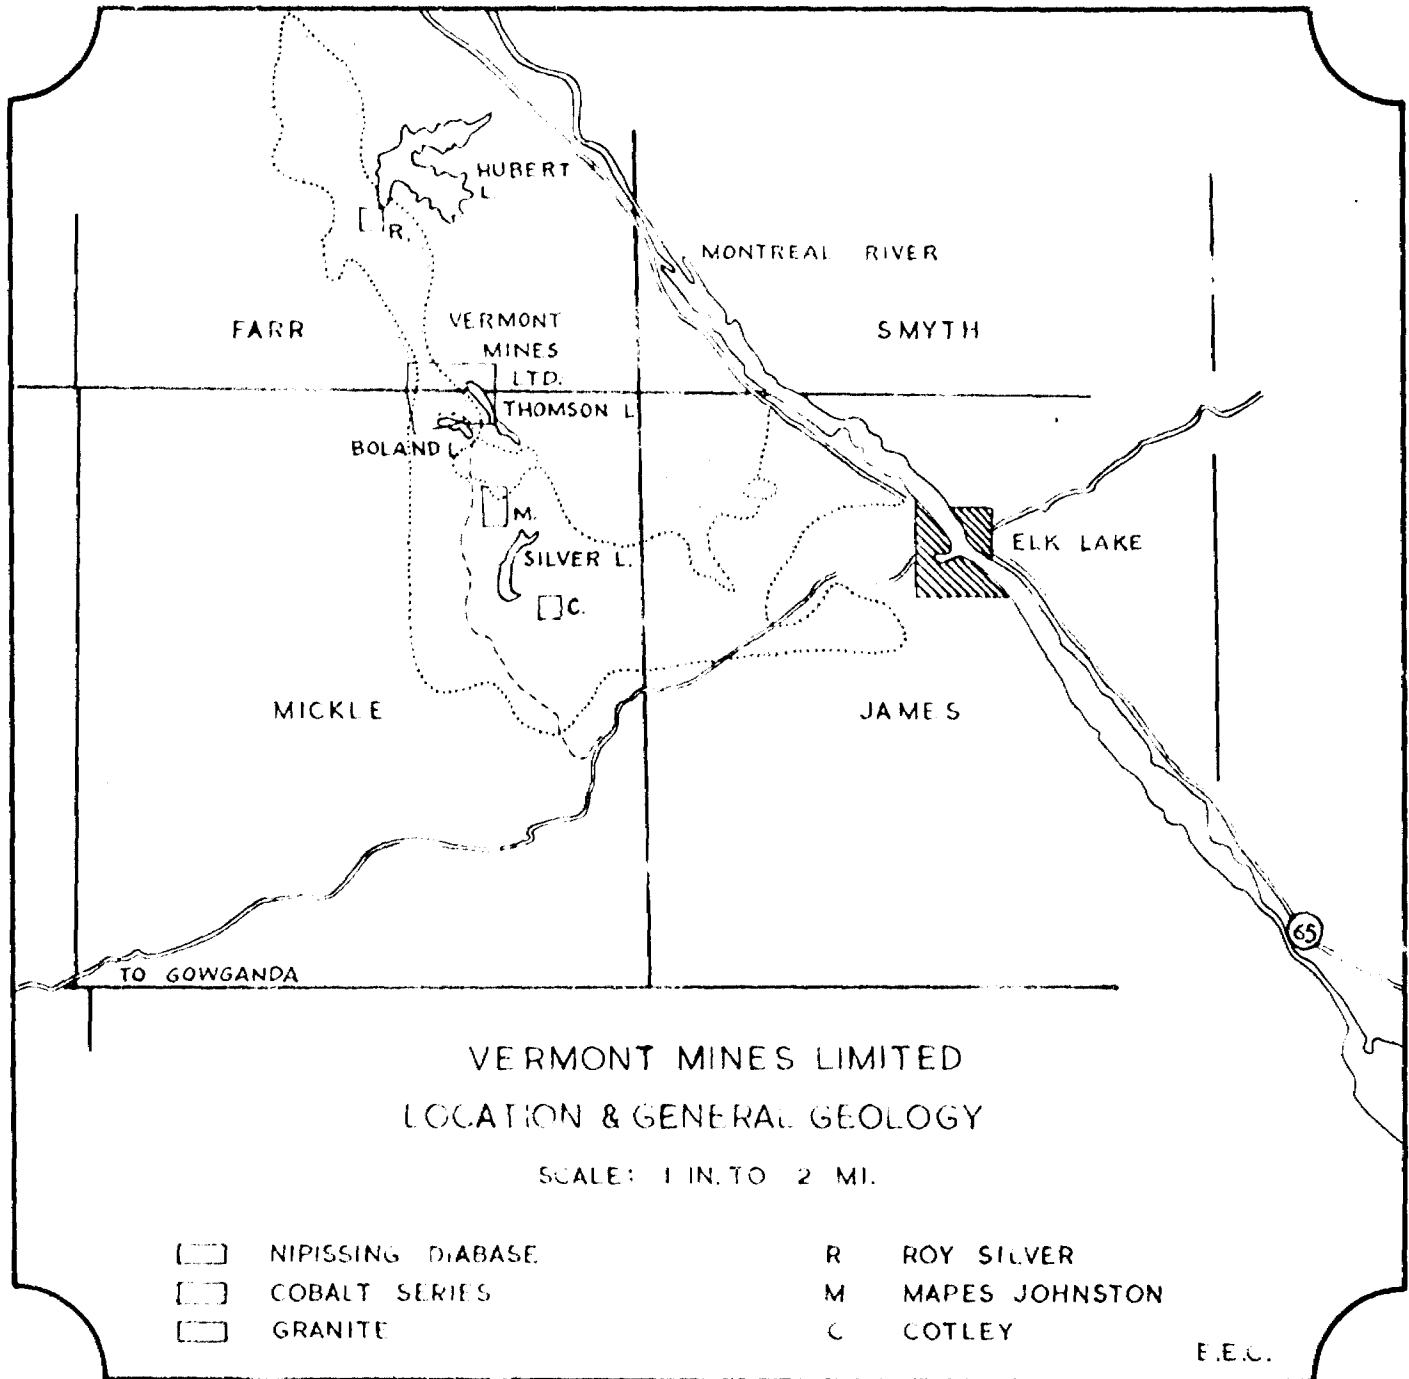 HUBERT
L.
R.
MONTREAL RIVER
FARR
VERMONT
MINES
LTD.
SMYTH
THOMSON L
BOLAND L
M.
SILVER L.
ELK LAKE
C.
MICKLE
JAMES
65
TO GOWGANDA
VERMONT MINES LIMITED
LOCATION & GENERAL GEOLOGY
SCALE: 1 IN. TO 2 MI.
NIPISSING DIABASE
COBALT SERIES
GRANITE
R ROY SILVER
M MAPES JOHNSTON
C COTLEY
E.E.C.